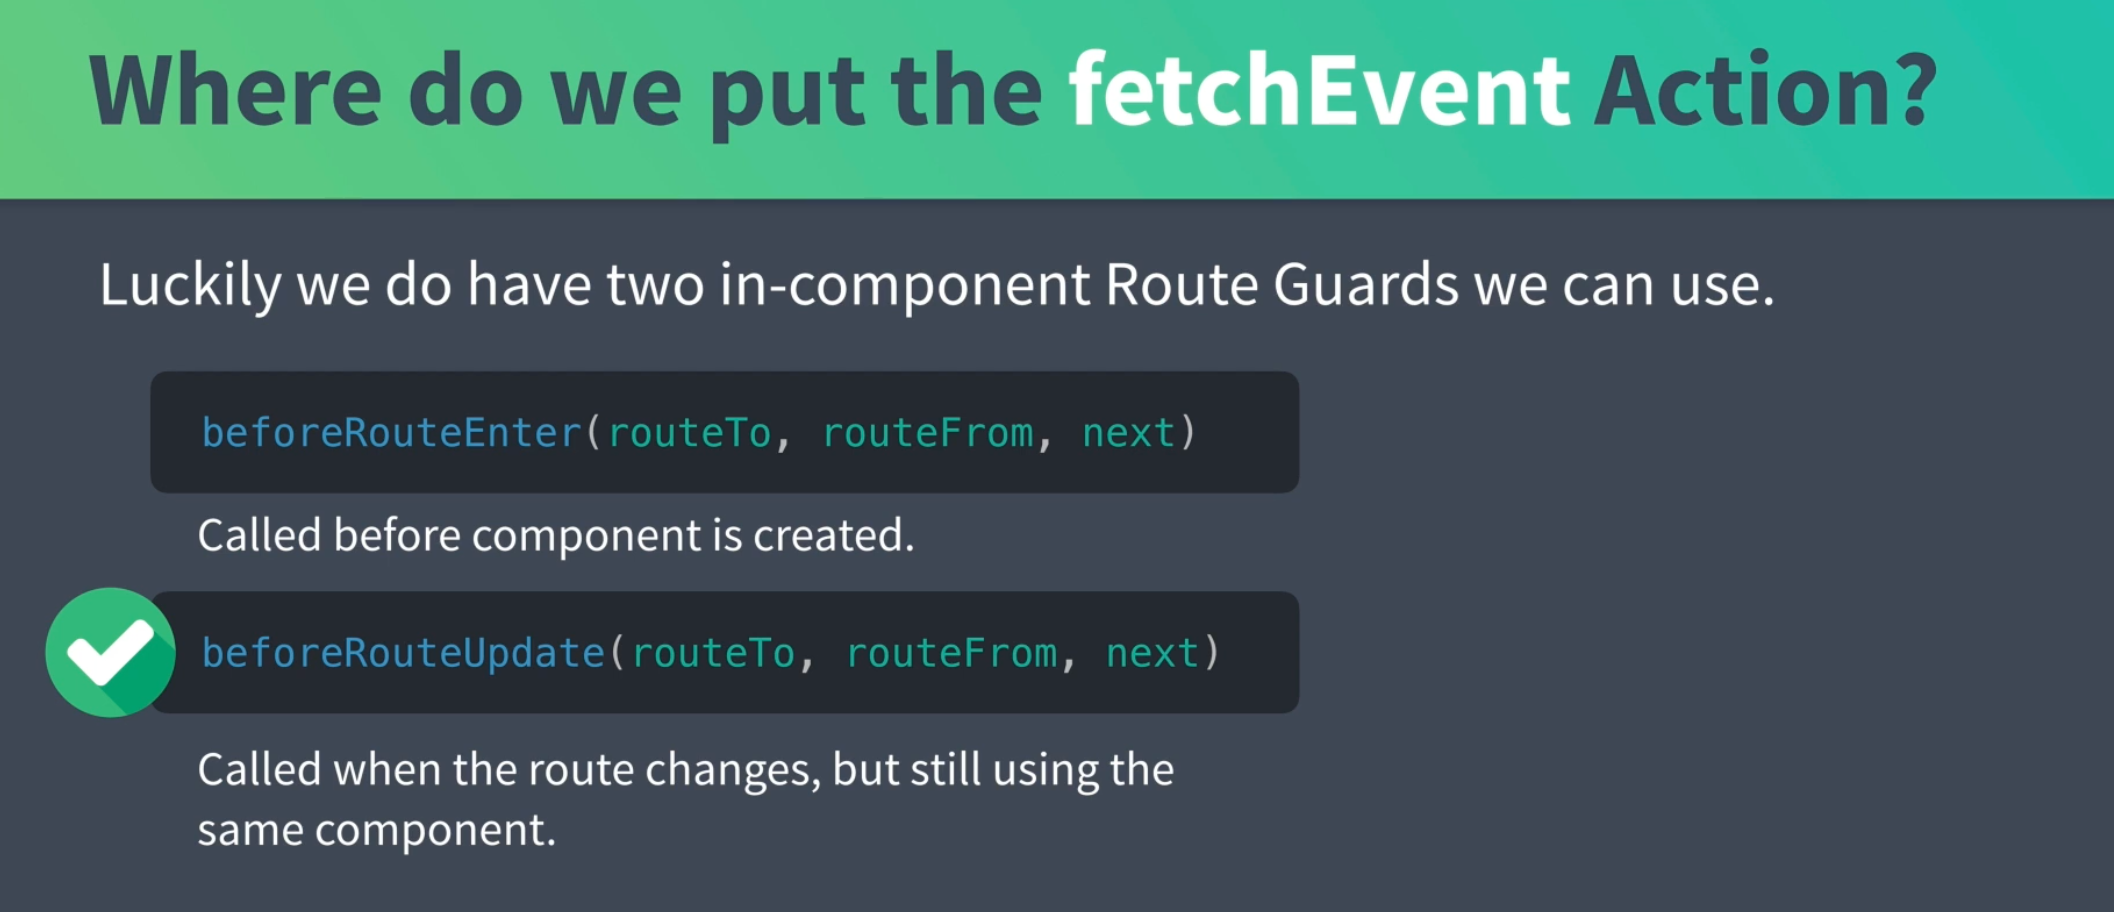 Where do we put the fetchEvent Action?
Luckily we do have two in-component Route Guards we can use.
beforeRouteEnter(routeTo, routeFrom, next)
Called before component is created.
beforeRouteUpdate(routeTo, routeFrom, next)
Called when the route changes, but still using the
same component.